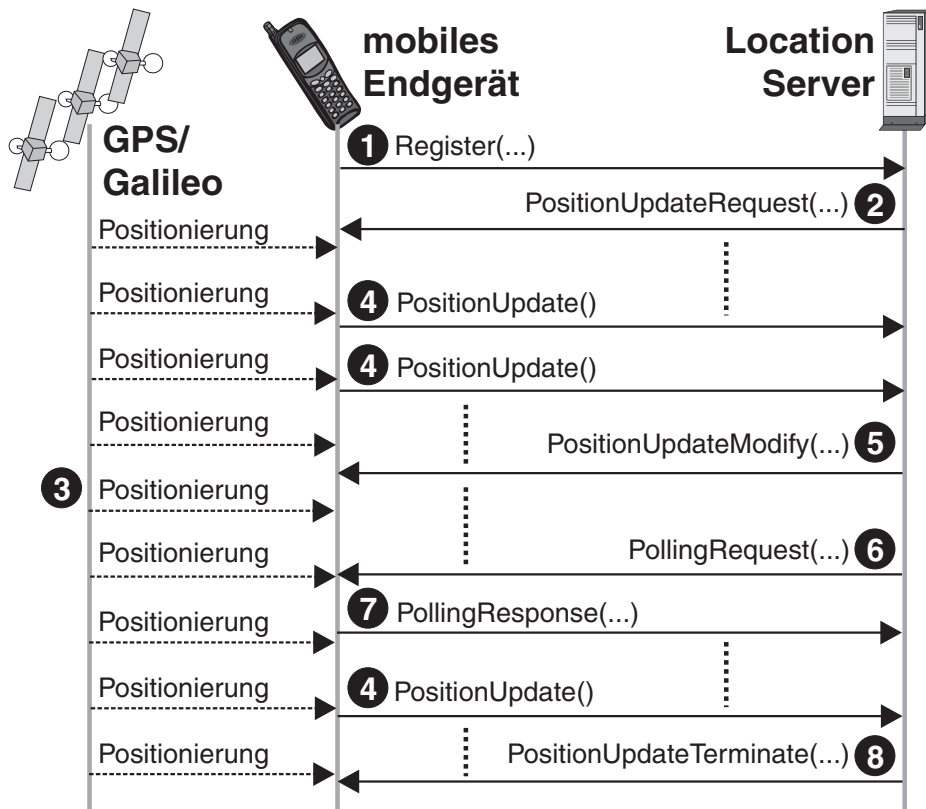 mobiles
Endgerät
Location
Server
GPS/
Galileo
1 Register(...)
PositionUpdateRequest(...) 2
Positionierung
Positionierung
4 PositionUpdate()
Positionierung
4 PositionUpdate()
Positionierung
PositionUpdateModify(...) 5
3 Positionierung
Positionierung
PollingRequest(...) 6
Positionierung
7 PollingResponse(...)
Positionierung
4 PositionUpdate()
Positionierung
PositionUpdateTerminate(...) 8